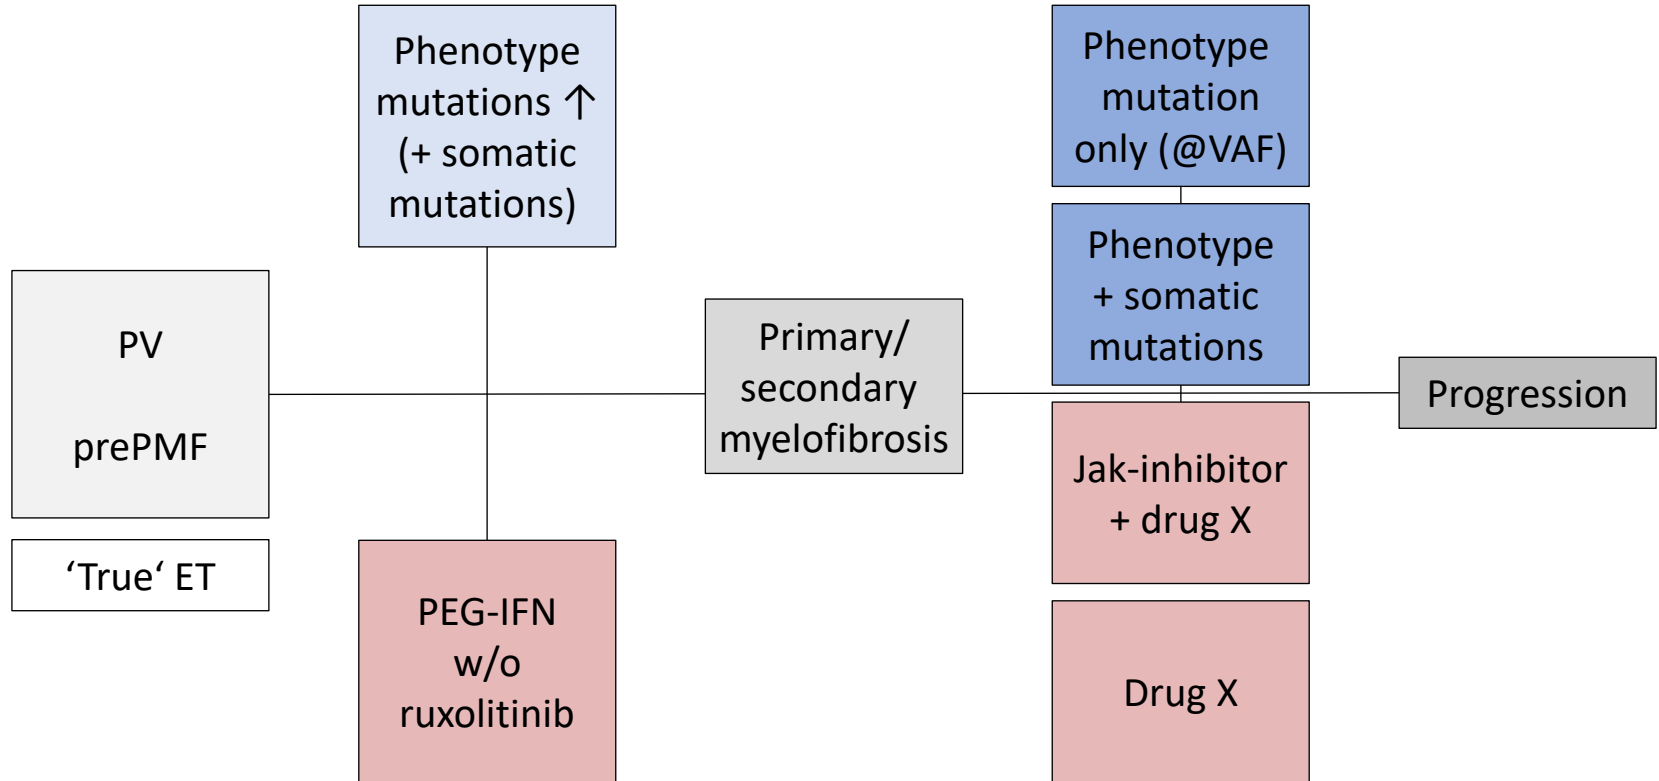 Phenotype
mutations ↑
(+ somatic
mutations)
Phenotype
mutation
only (@VAF)
Phenotype
+ somatic
mutations
PV
prePMF
‘True‘ ET
Primary/
secondary
myelofibrosis
Progression
Jak-inhibitor
+ drug X
PEG-IFN
w/o
ruxolitinib
Drug X